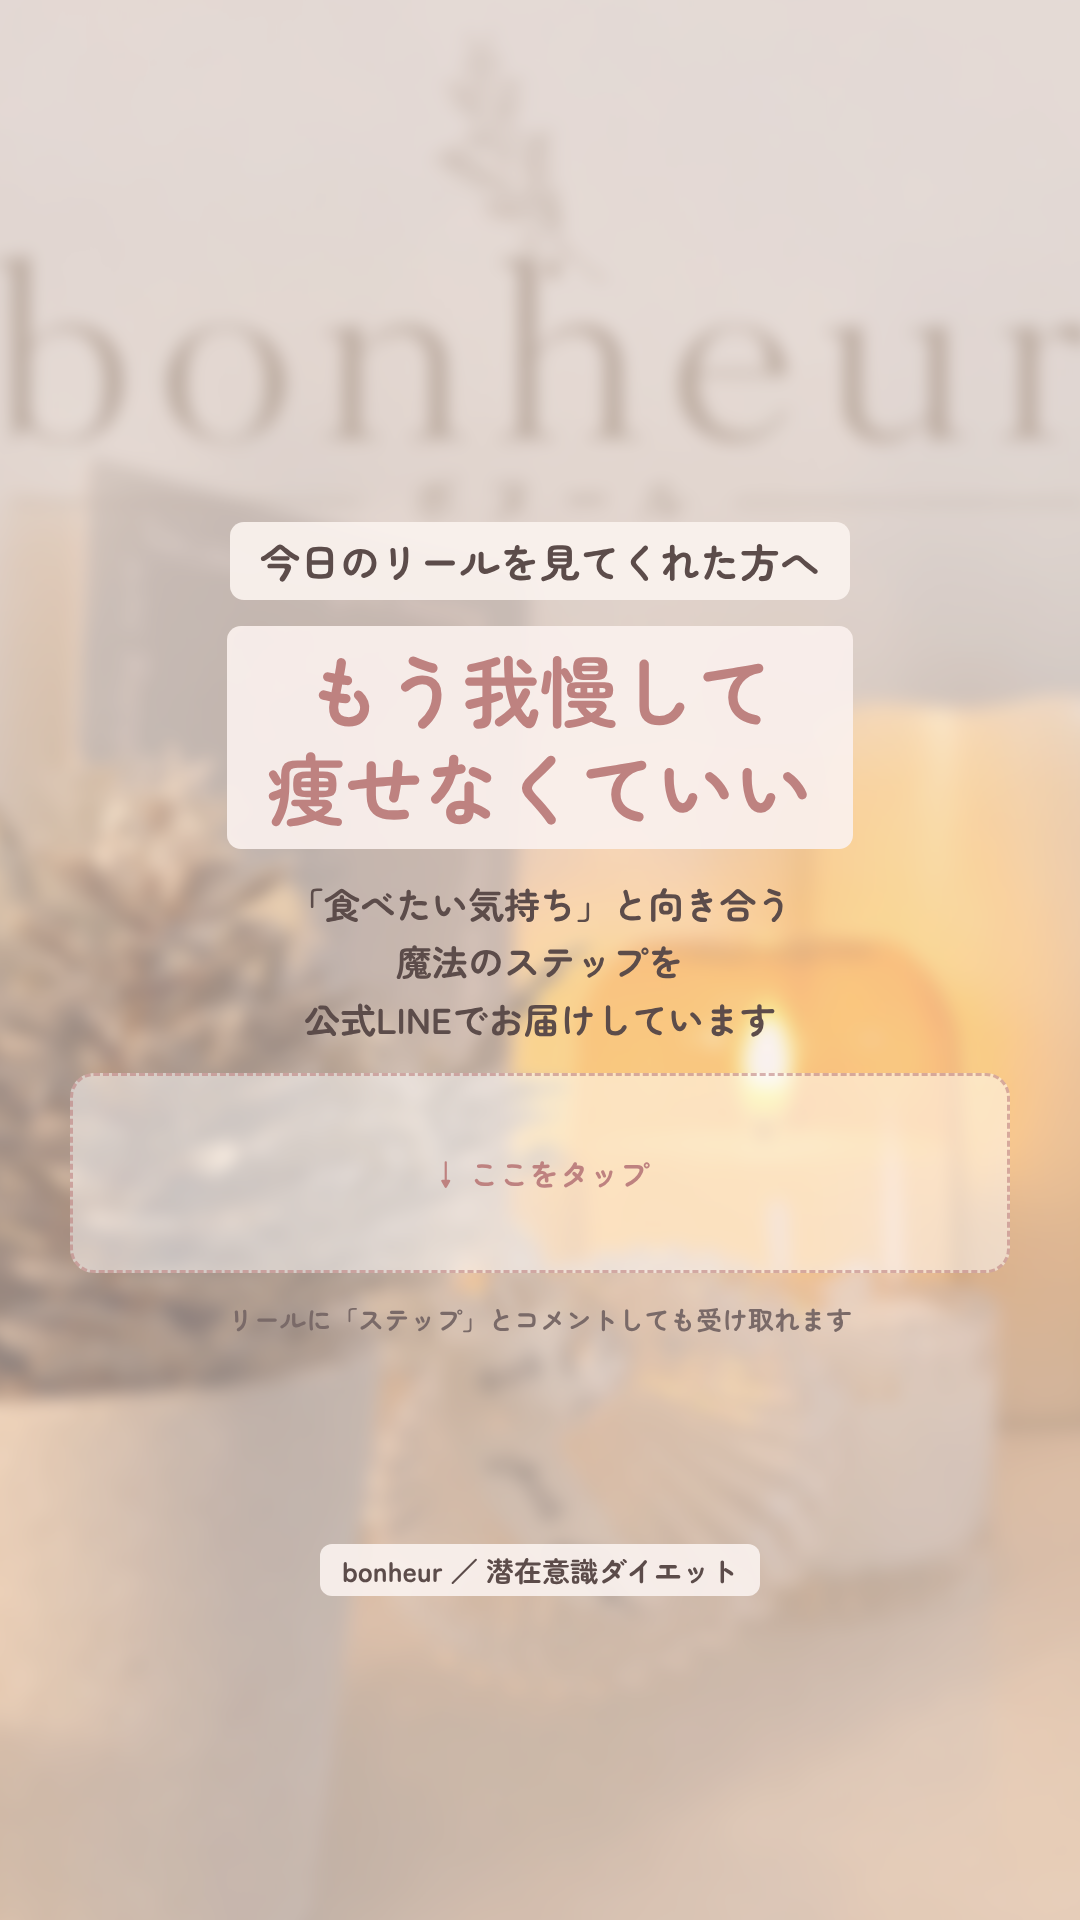 bonheur
ボヌール
今日のリールを見てくれた方へ
もう我慢して
痩せなくていい
「食べたい気持ち」と向き合う
魔法のステップを
公式LINEでお届けしています
↓ ここをタップ
リールに「ステップ」とコメントしても受け取れます
bonheur ／ 潜在意識ダイエット